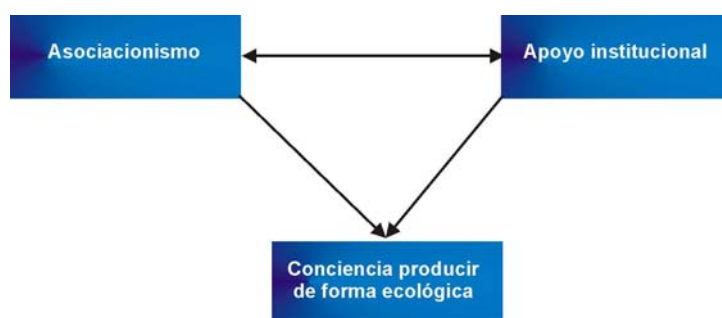 Asociacionismo
Apoyo institucional
Conciencia producir
de forma ecológica